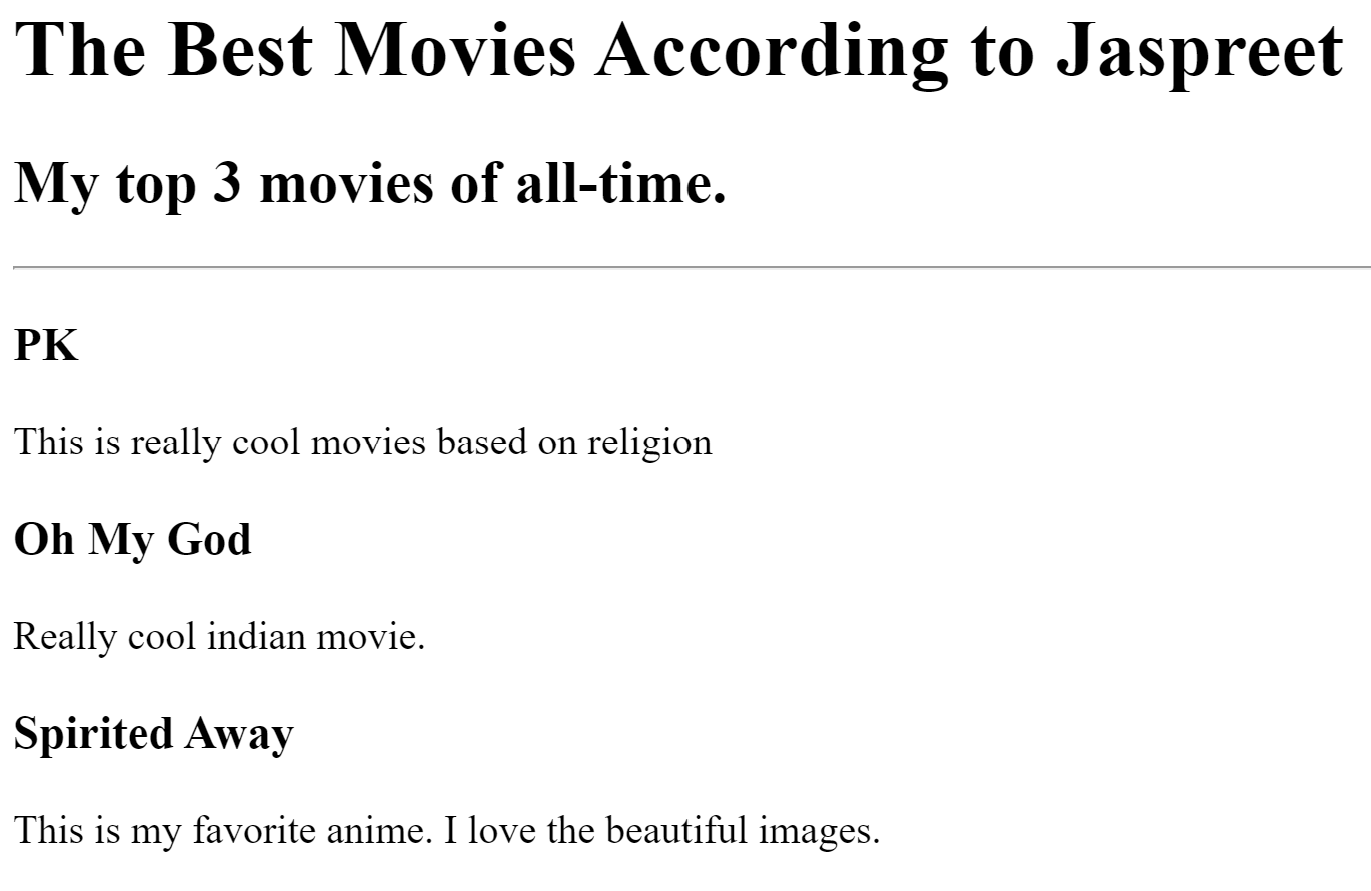 The Best Movies According to Jaspreet
My top 3 movies of all-time.
PK
This is really cool movies based on religion
Oh My God
Really cool indian movie.
Spirited Away
This is my favorite anime. I love the beautiful images.